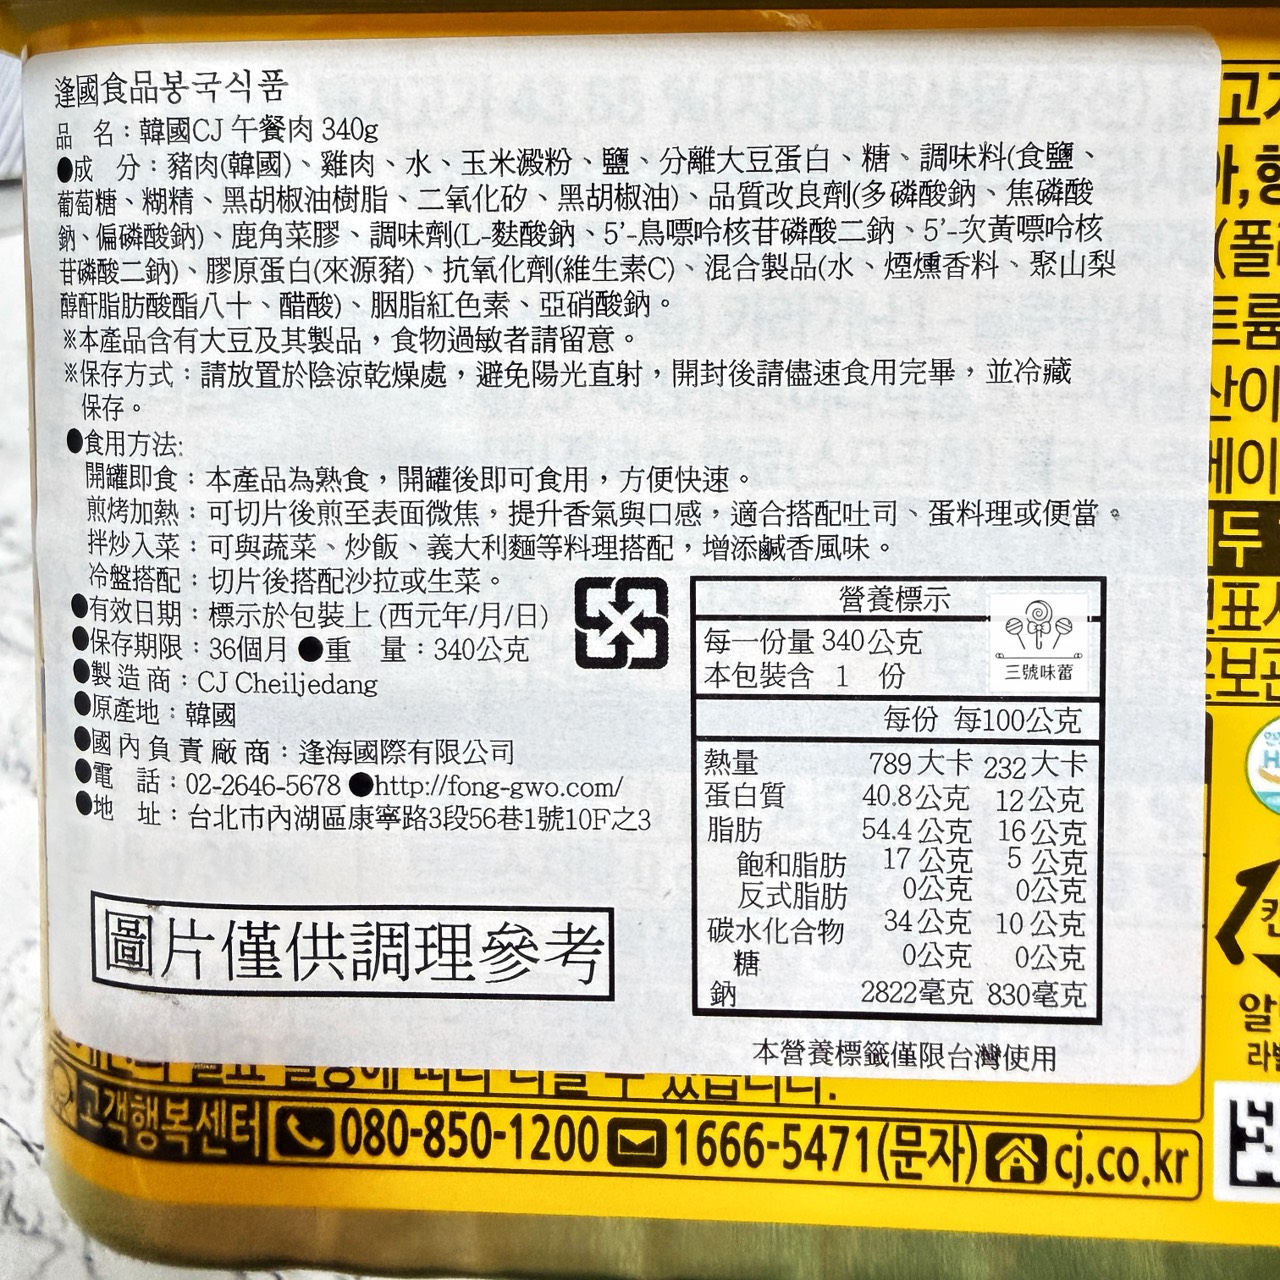 逢國食品봉국식품
品 名：韓國CJ 午餐肉 340g
●成 分：豬肉(韓國)、雞肉、水、玉米澱粉、鹽、分離大豆蛋白、糖、調味料(食鹽、
葡萄糖、糊精、黑胡椒油樹脂、二氧化矽、黑胡椒油)、品質改良劑(多磷酸鈉、焦磷酸
鈉、偏磷酸鈉)、鹿角菜膠、調味劑(L-麩酸鈉、5’-鳥嘌呤核苷磷酸二鈉、5’-次黃嘌呤核
苷磷酸二鈉)、膠原蛋白(來源豬)、抗氧化劑(維生素C)、混合製品(水、煙燻香料、聚山梨
醇酐脂肪酸酯八十、醋酸)、胭脂紅色素、亞硝酸鈉。
※本產品含有大豆及其製品，食物過敏者請留意。
※保存方式：請放置於陰涼乾燥處，避免陽光直射，開封後請儘速食用完畢，並冷藏
保存。
●食用方法:
開罐即食：本產品為熟食，開罐後即可食用，方便快速。
煎烤加熱：可切片後煎至表面微焦，提升香氣與口感，適合搭配吐司、蛋料理或便當。
拌炒入菜：可與蔬菜、炒飯、義大利麵等料理搭配，增添鹹香風味。
冷盤搭配：切片後搭配沙拉或生菜。
●有效日期：標示於包裝上 (西元年/月/日)
●保存期限：36個月 ●重 量：340公克
●製造商：CJ Cheiljedang
●原產地：韓國
●國內負責廠商：逢海國際有限公司
●電 話：02-2646-5678 ●http://fong-gwo.com/
●地 址：台北市內湖區康寧路3段56巷1號10F之3
圖片僅供調理參考
營養標示
三號味蕾
每一份量 340公克
本包裝含 1 份
每份 每100公克
熱量 789大卡 232大卡
蛋白質 40.8公克 12公克
脂肪 54.4公克 16公克
飽和脂肪 17公克 5公克
反式脂肪 0公克 0公克
碳水化合物 34公克 10公克
糖 0公克 0公克
鈉 2822毫克 830毫克
本營養標籤僅限台灣使用
고객행복센터 080-850-1200 1666-5471(문자) cj.co.kr